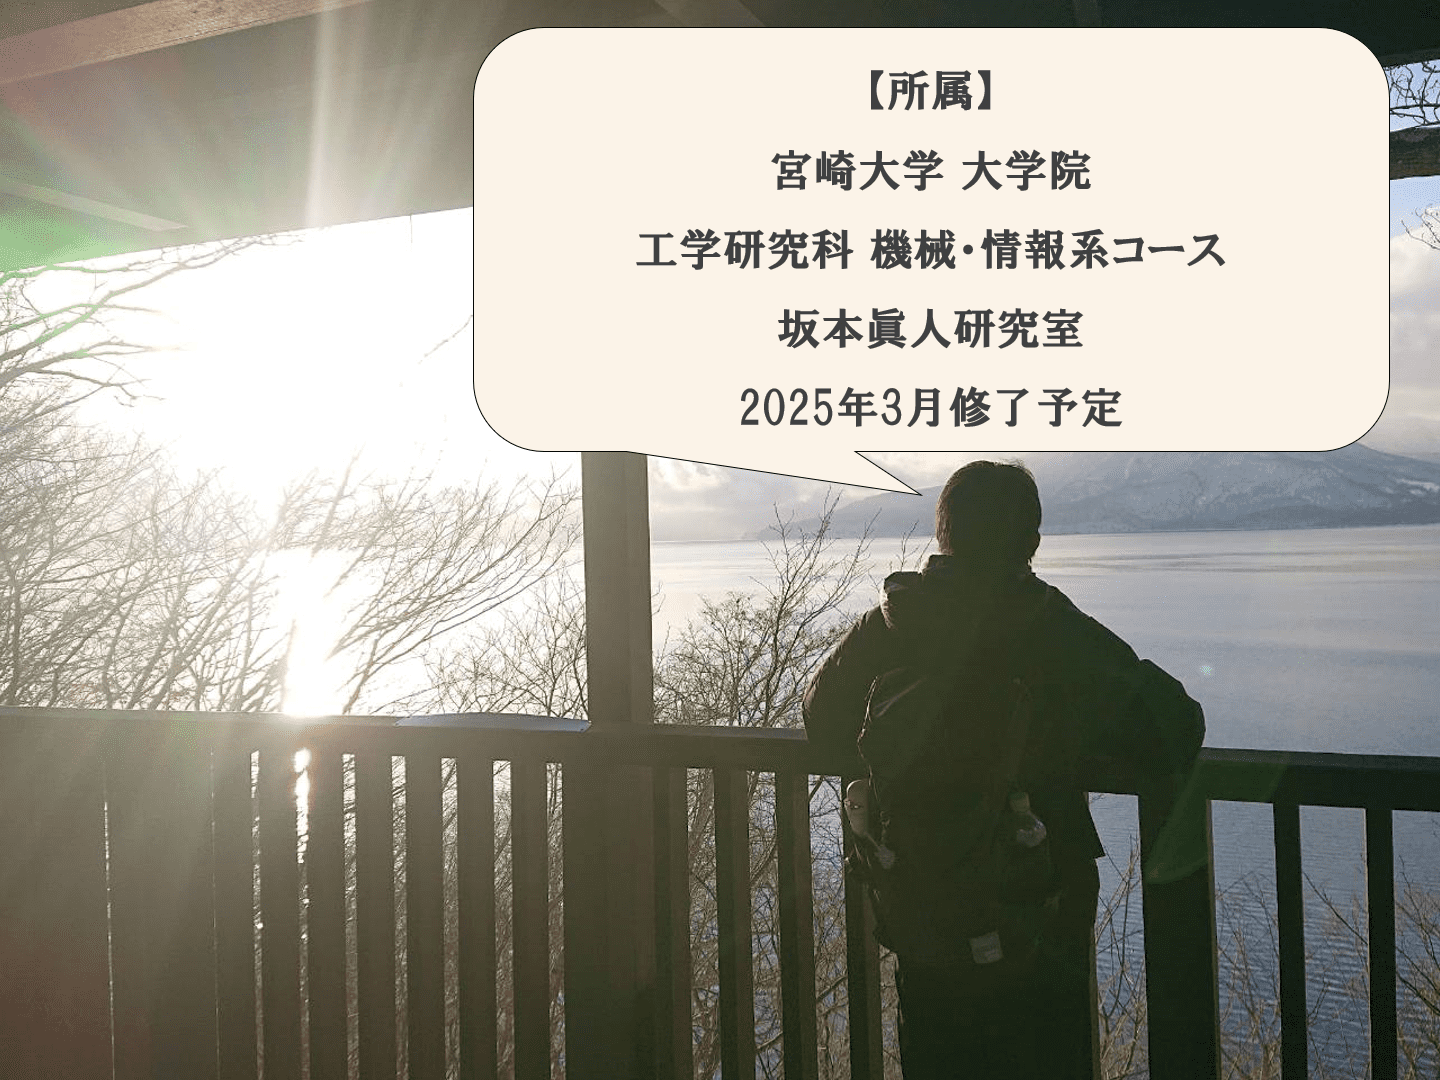 【所属】
宮崎大学 大学院
工学研究科 機械・情報系コース
坂本眞人研究室
2025年3月修了予定